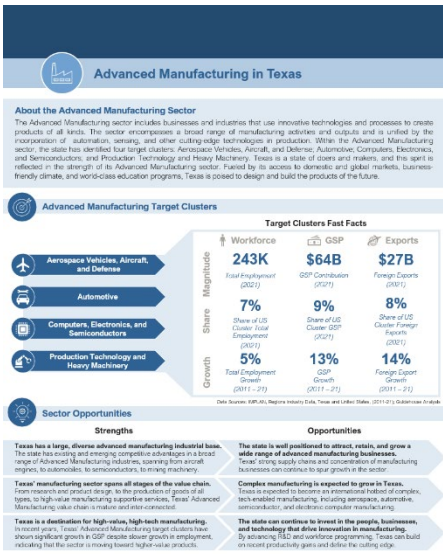 Advanced Manufacturing in Texas
About the Advanced Manufacturing Sector
The Advanced Manufacturing sector includes businesses and industries that use innovative technologies and processes to create
products of all kinds. The sector encompasses a broad range of manufacturing activities and outputs and is unified by the
incorporation of automation, sensing, and other cutting-edge technologies in production. Within the Advanced Manufacturing
sector, the state has identified four target clusters: Aerospace Vehicles, Aircraft, and Defense, Automotive; Computers, Electronics,
and Semiconductors; and Production Technology and Heavy Machinery. Texas is a state of doers and makers, and this spirit is
reflected in the strength of its Advanced Manufacturing sector. Fueled by its access to domestic and global markets, business-
friendly climate, and world-class education programs, Texas is posed to design and build the products of the future.
Advanced Manufacturing Target Clusters
Target Clusters Fast Facts
Workforce
GSP
Exports
Aerospace Vehicles, Aircraft,
and Defense
Automotive
Computers, Electronics, and
Semiconductors
Production Technology and
Heavy Machinery
Magnitude
243K
Total Employment
(2021)
$64B
GSP Contribution
(2021)
$27B
Foreign Exports
(2021)
Share
7%
Share of US
Cluster Total
Employment
(2021)
9%
Share of US
Cluster GSP
(2021)
8%
Share of US
Cluster Foreign
Exports
(2021)
Growth
5%
Total Employment
Growth
(2011 – 21)
13%
GSP
Growth
(2011 – 21)
14%
Foreign Export
Growth
(2011 – 21)
Data Sources: IMPLAN, Regions Industry Data, Texas and United States (2011-21); Guidehouse Analysis
Sector Opportunities
Strengths
Texas has a large, diverse advanced manufacturing industrial base.
The state has existing and emerging competitive advantages in a broad
range of Advanced Manufacturing industries, spanning from aircraft
engines, to automobiles, to semiconductors, to mining machinery.
Texas' manufacturing sector spans all stages of the value chain.
From research and product design, to the production of goods of all
types, to high-value manufacturing supportive services, Texas' Advanced
Manufacturing value chain is mature and inter-connected.
Texas is a destination for high-value, high-tech manufacturing.
In recent years, Texas' Advanced Manufacturing target clusters have
shown significant growth in GSP despite slower growth in employment,
indicating that the sector is moving toward higher-value products.
Opportunities
The state is well positioned to attract, retain, and grow a
wide range of advanced manufacturing businesses.
Texas' strong supply chains and concentration of manufacturing
businesses can continue to spur growth in the sector.
Complex manufacturing is expected to grow in Texas.
Texas is expected to become an international hotbed of complex,
tech enabled manufacturing, including aerospace, automotive,
semiconductor, and electronic computer manufacturing.
The state can continue to invest in the people, businesses,
and technology that drive innovation in manufacturing.
By advancing R&D and workforce programming, Texas can build
on recent productivity gains and define the cutting edge.